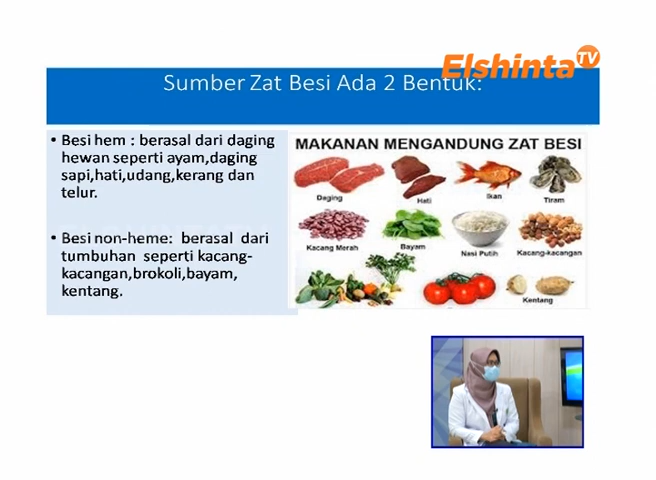 Elshinta TV
Sumber Zat Besi Ada 2 Bentuk:
• Besi hem : berasal dari daging
hewan seperti ayam,daging
sapi,hati,udang,kerang dan
telur.
• Besi non-heme: berasal dari
tumbuhan seperti kacang-
kacangan,brokoli,bayam,
kentang.
MAKANAN MENGANDUNG ZAT BESI
Daging
Hati
Ikan
Tiram
Kacang Merah
Bayam
Nasi Putih
Kacang-kacangan
Kentang